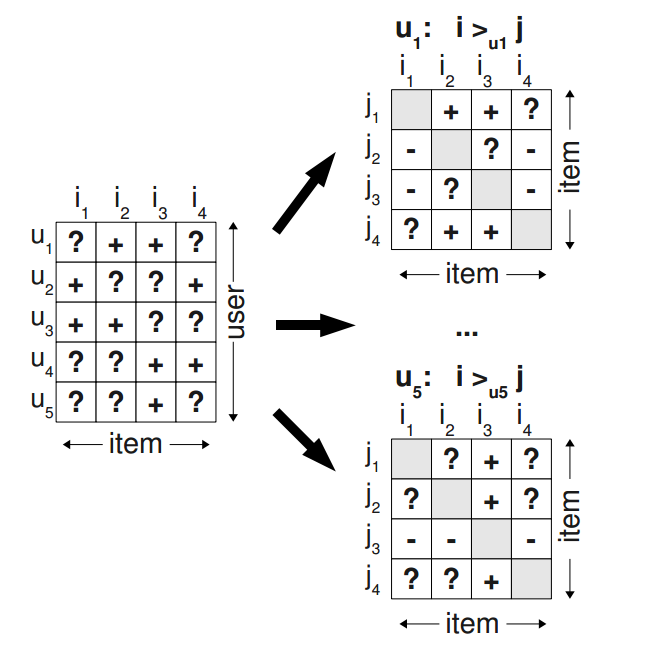 i1 i2 i3 i4
u1 ? + + ?
u2 + ? ? +
u3 + + ? ?
u4 ? ? + +
u5 ? ? + ?
user
item
u1: i >u1 j
i1 i2 i3 i4
j1 + + ?
j2 - ? -
j3 - ? -
j4 ? + +
item
item
...
u5: i >u5 j
i1 i2 i3 i4
j1 ? + ?
j2 ? + ?
j3 - - -
j4 ? ? +
item
item